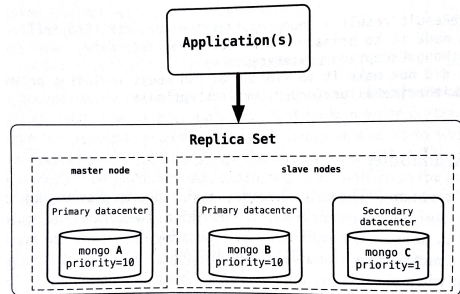 Application(s)
Replica Set
master node
slave nodes
Primary datacenter
mongo A
priority=10
Primary datacenter
mongo B
priority=10
Secondary
datacenter
mongo C
priority=1